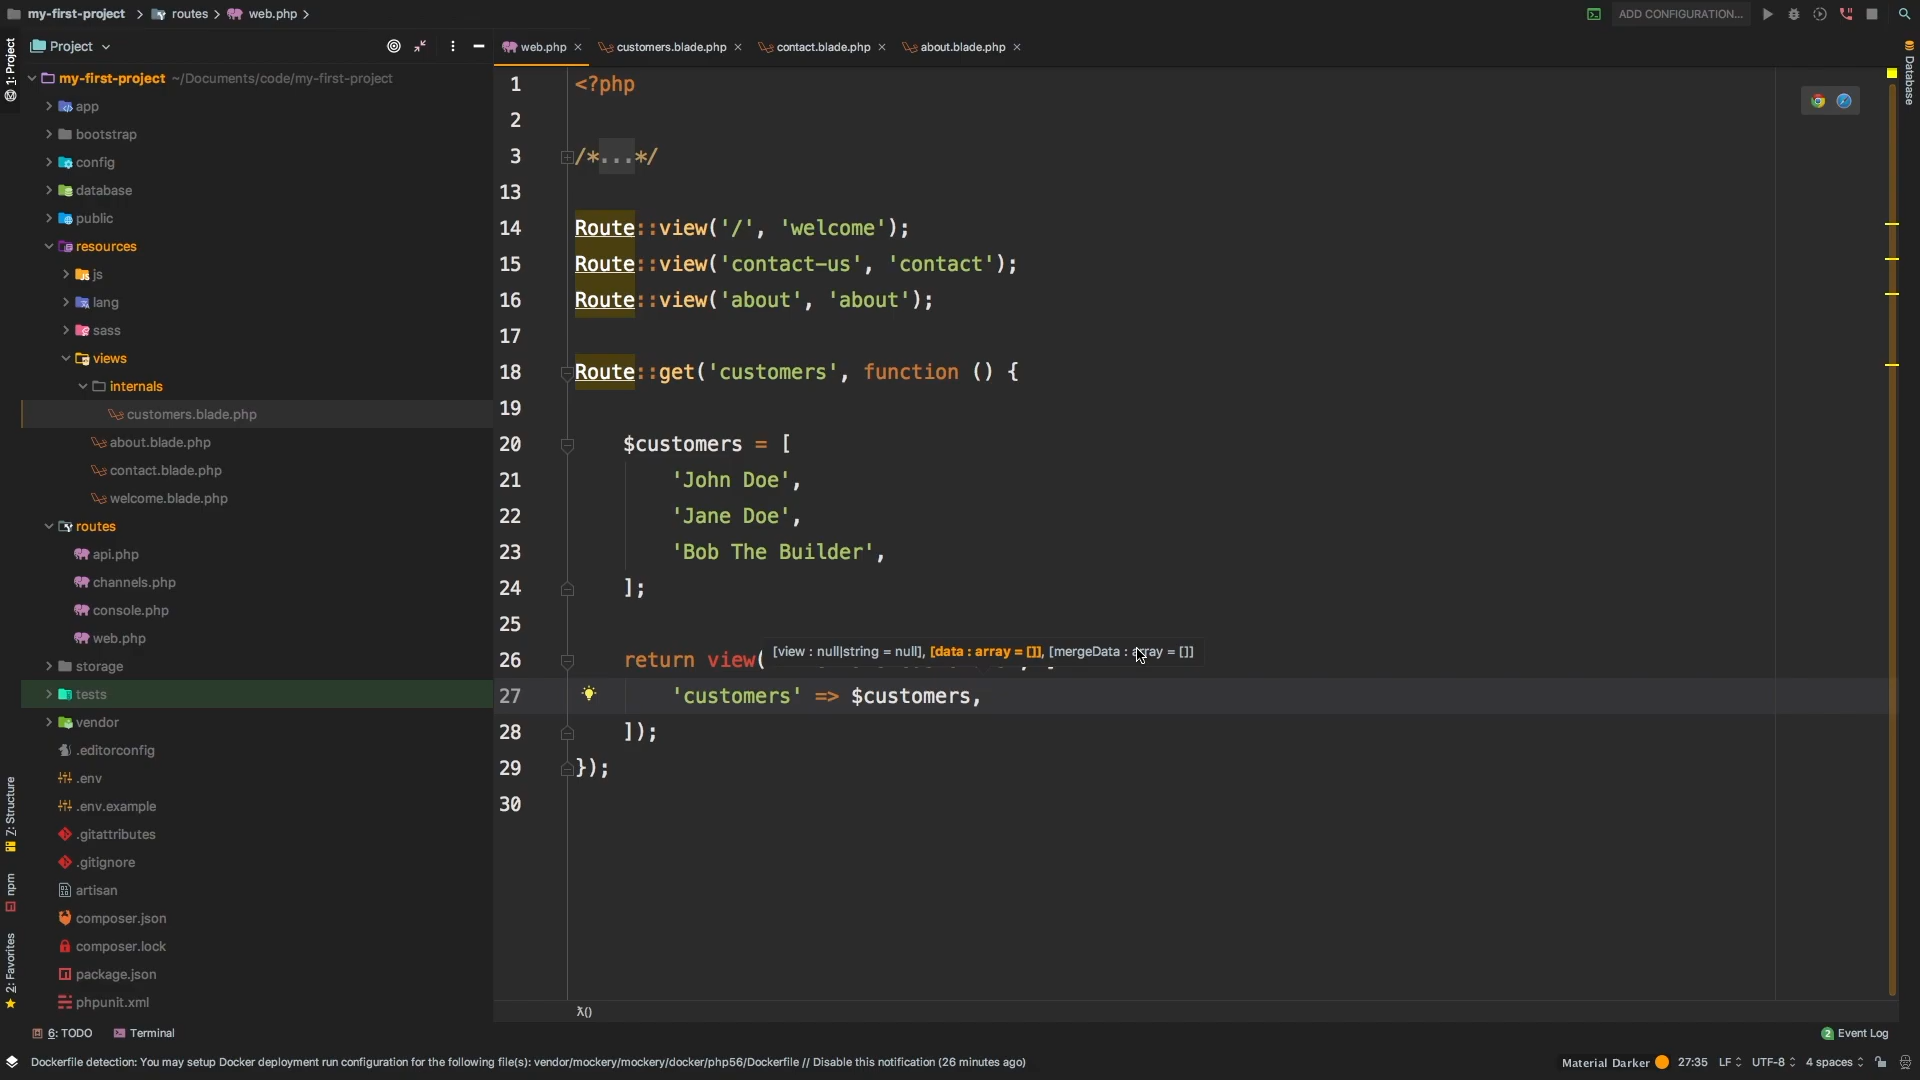 my-first-project
routes
web.php
ADD CONFIGURATION...
1: Project
Project
web.php
customers.blade.php
contact.blade.php
about.blade.php
Database
my-first-project ~/Documents/code/my-first-project
app
bootstrap
config
database
public
resources
js
lang
sass
views
internals
customers.blade.php
about.blade.php
contact.blade.php
welcome.blade.php
routes
api.php
channels.php
console.php
web.php
storage
tests
vendor
.editorconfig
.env
.env.example
.gitattributes
.gitignore
artisan
composer.json
composer.lock
package.json
phpunit.xml
7: Structure
npm
2: Favorites
1 <?php
2
3 /*...*/
13
14 Route::view('/', 'welcome');
15 Route::view('contact-us', 'contact');
16 Route::view('about', 'about');
17
18 Route::get('customers', function () {
19
20 $customers = [
21 'John Doe',
22 'Jane Doe',
23 'Bob The Builder',
24 ];
25
[view : null|string = null], [data : array = []], [mergeData : array = []]
26 return view(
27 'customers' => $customers,
28 ]);
29 });
30
λ()
6: TODO
Terminal
2 Event Log
Dockerfile detection: You may setup Docker deployment run configuration for the following file(s): vendor/mockery/mockery/docker/php56/Dockerfile // Disable this notification (26 minutes ago)
Material Darker
27:35
LF
UTF-8
4 spaces